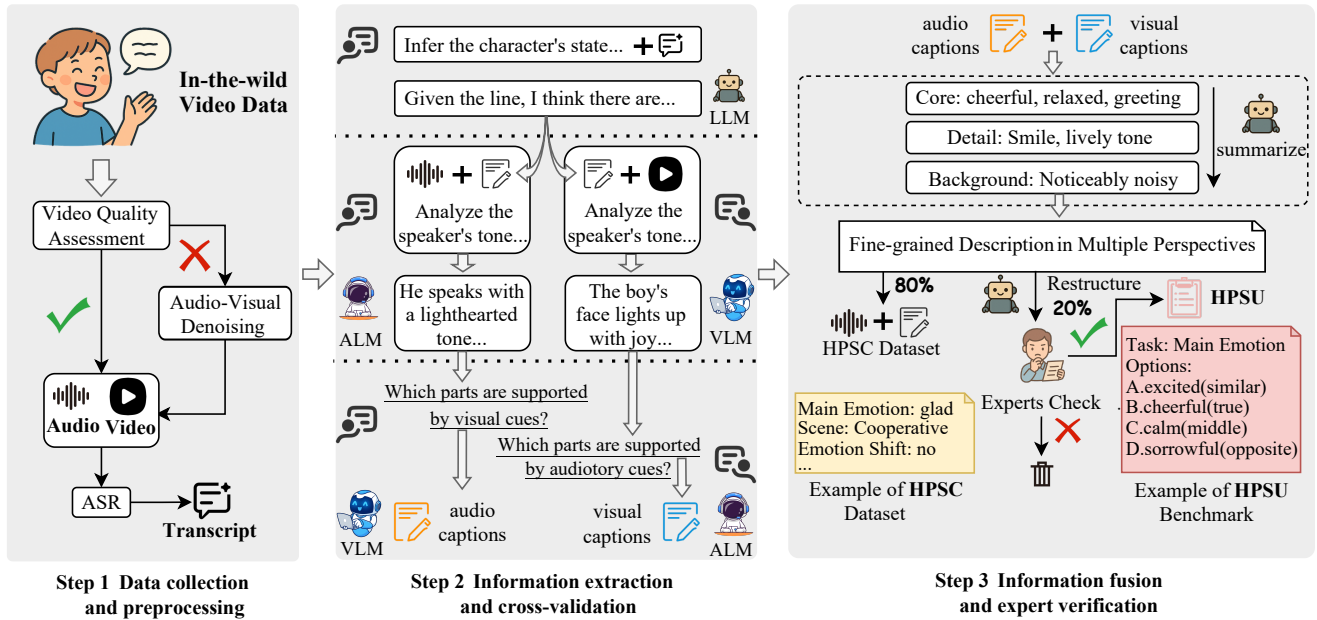 In-the-wild
Video Data
Video Quality
Assessment
Audio-Visual
Denoising
Audio Video
ASR
Transcript
Step 1 Data collection
and preprocessing
Infer the character's state...
Given the line, I think there are...
LLM
Analyze the
speaker's tone...
Analyze the
speaker's tone...
He speaks with
a lighthearted
tone...
ALM
The boy's
face lights up
with joy...
VLM
Which parts are supported
by visual cues?
Which parts are supported
by audiotory cues?
VLM
audio
captions
visual
captions
ALM
Step 2 Information extraction
and cross-validation
audio
captions
visual
captions
Core: cheerful, relaxed, greeting
Detail: Smile, lively tone
Background: Noticeably noisy
summarize
Fine-grained Description in Multiple Perspectives
80%
HPSC Dataset
Restructure
20%
HPSU
Experts Check
Main Emotion: glad
Scene: Cooperative
Emotion Shift: no
...
Example of HPSC
Dataset
Task: Main Emotion
Options:
A.excited(similar)
B.cheerful(true)
C.calm(middle)
D.sorrowful(opposite)
Example of HPSU
Benchmark
Step 3 Information fusion
and expert verification